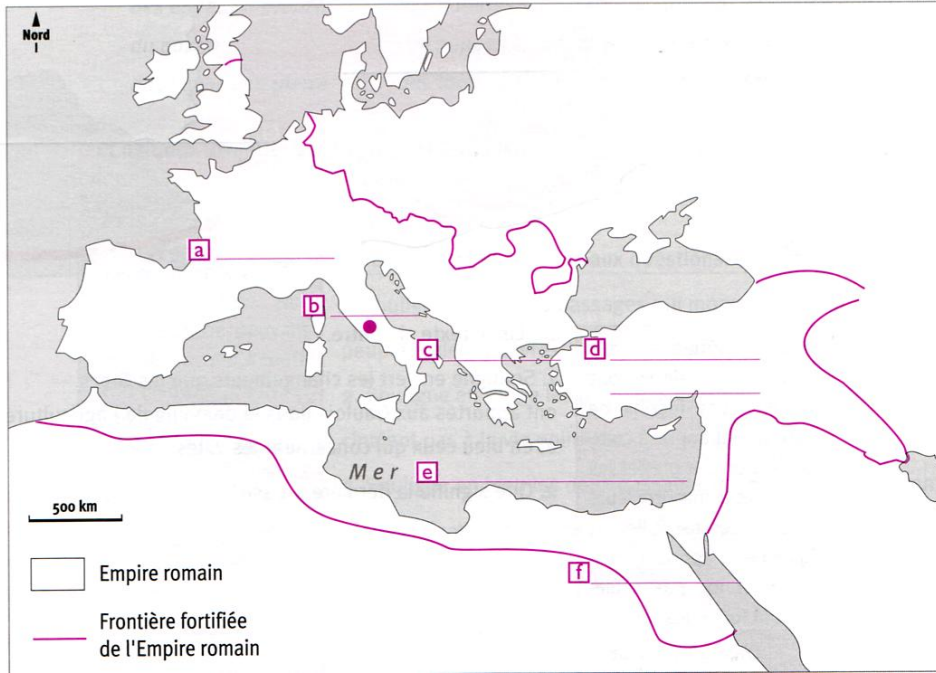 Nord
a
b
c
d
Mer
e
f
500 km
Empire romain
Frontière fortifiée
de l'Empire romain